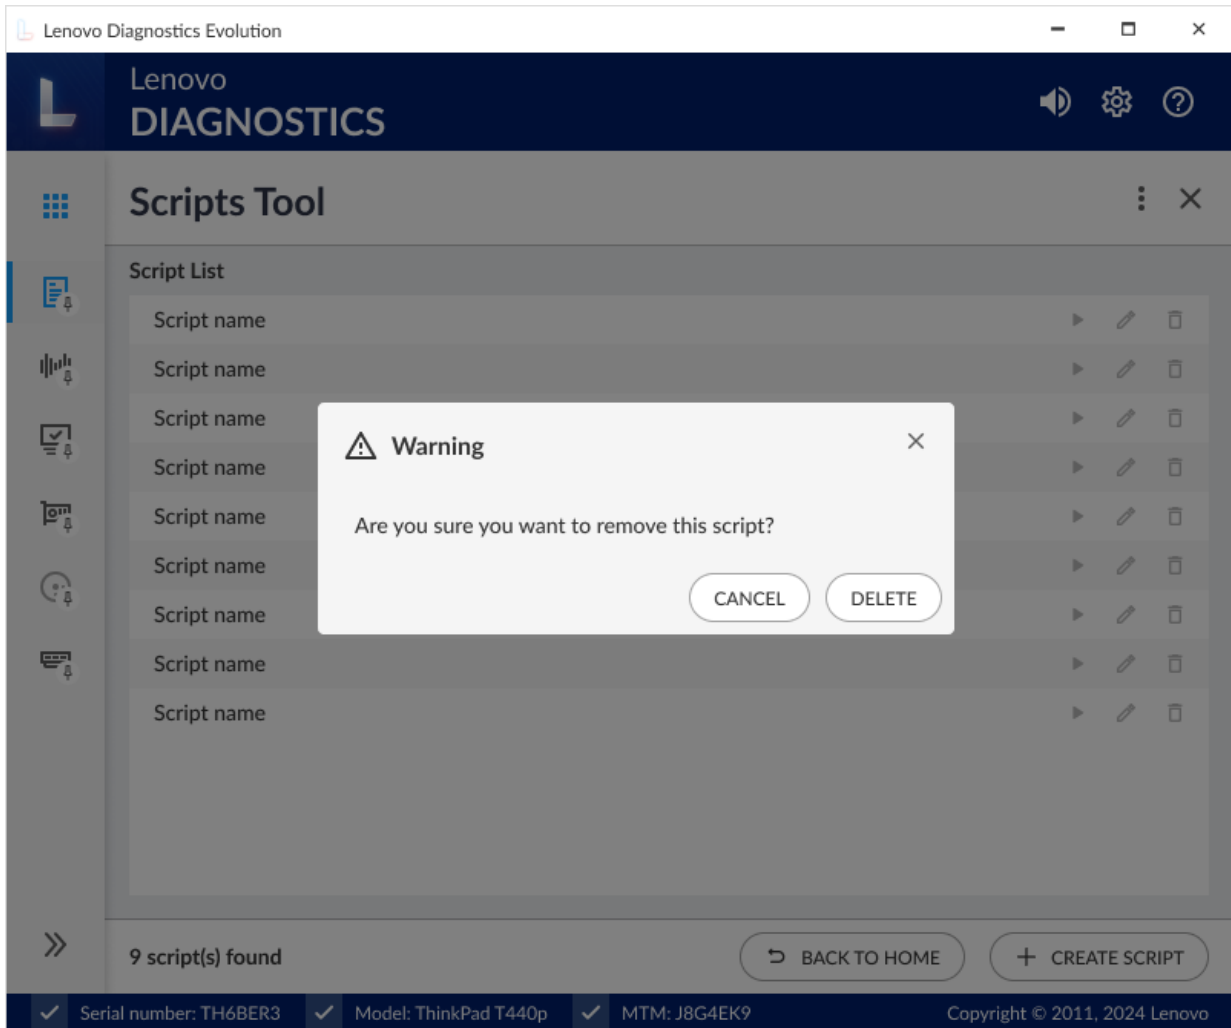 Lenovo Diagnostics Evolution
Lenovo
DIAGNOSTICS
Scripts Tool
Script List
Script name
Script name
Script name
Script name
Script name
Script name
Script name
Script name
Script name
Warning
Are you sure you want to remove this script?
CANCEL DELETE
9 script(s) found BACK TO HOME CREATE SCRIPT
Serial number: TH6BER3 Model: ThinkPad T440p MTM: J8G4EK9 Copyright © 2011, 2024 Lenovo